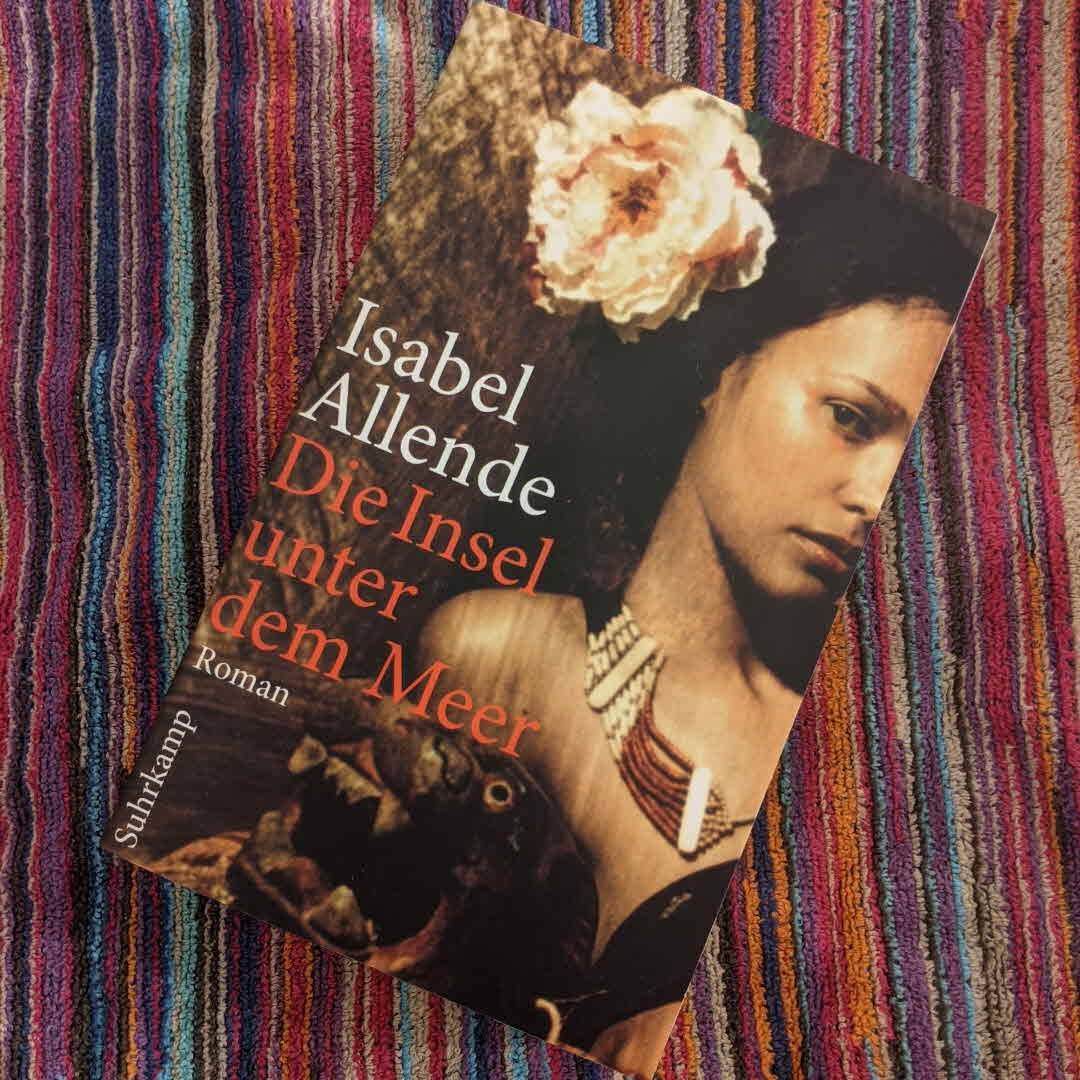 Isabel
Allende
Die Insel
unter
dem Meer
Roman
Suhrkamp